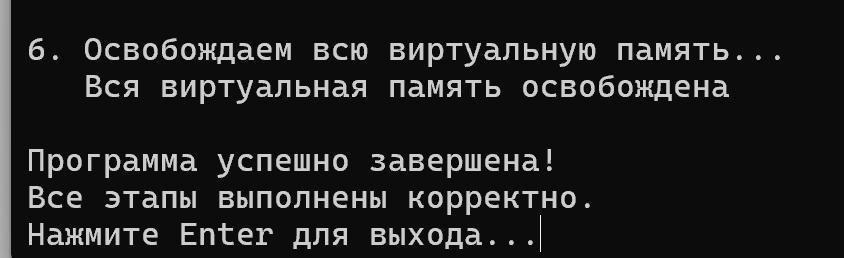 6. Освобождаем всю виртуальную память...
Вся виртуальная память освобождена
Программа успешно завершена!
Все этапы выполнены корректно.
Нажмите Enter для выхода...